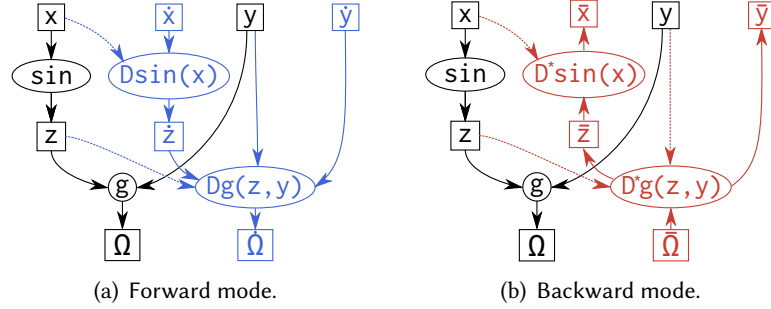 x ẋ y ẏ
sin Dsin(x)
z ż
g Dg(z,y)
Ω Ω̇
(a) Forward mode.
x x̄ y ȳ
sin D*sin(x)
z z̄
g D*g(z,y)
Ω Ω̄
(b) Backward mode.